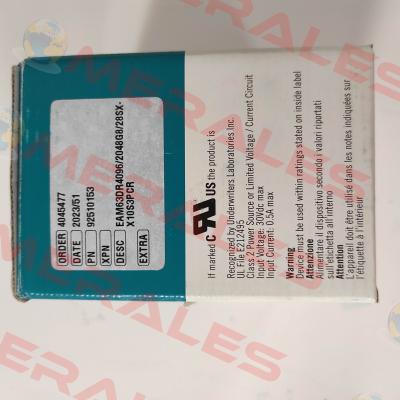 ORDER 4045477
DATE 2023/51
PN 92510153
XPN
DESC EAM63DR4096/2048G8/28SX-
X10S3PCR
EXTRA
If marked C RU US the product is
Recognized by Underwriters Laboratories Inc.
UL File E212495
Class 2 Power Source or Limited Voltage / Current Circuit
Input Voltage: 30Vdc max
Input Current: 0.5A max
Warning
Device must be used within ratings stated on inside label
Attenzione
Alimentare il dispositivo secondo i valori riportati
sull'etichetta all'interno
Attention
L'appareil doit être utilisé dans les notes indiquées sur
l'étiquette à l'intérieur
MERALES
MERALES